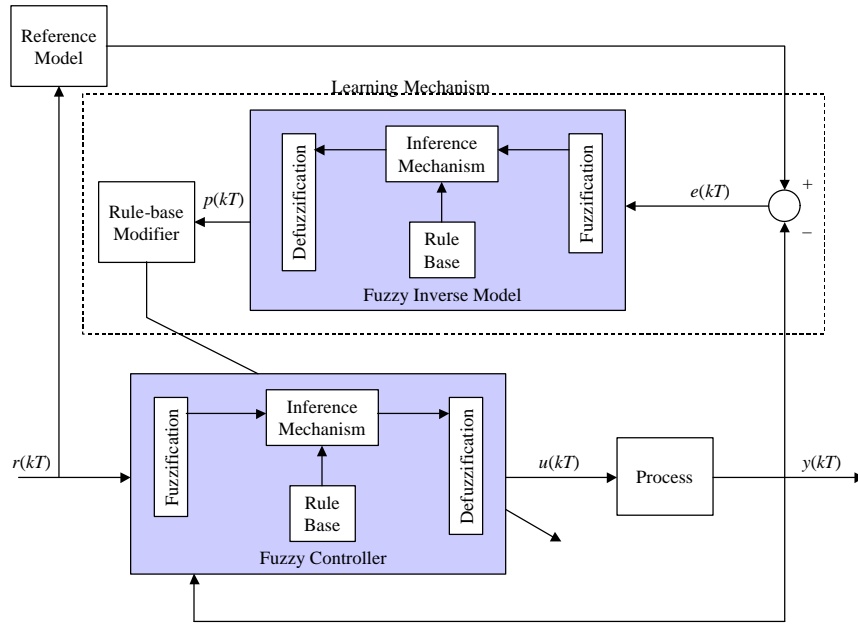 Reference
Model
Learning Mechanism
Defuzzification
Inference
Mechanism
Fuzzification
Rule
Base
Fuzzy Inverse Model
Rule-base
Modifier
p(kT)
e(kT)
+
–
r(kT)
Fuzzification
Inference
Mechanism
Defuzzification
Rule
Base
Fuzzy Controller
u(kT)
Process
y(kT)